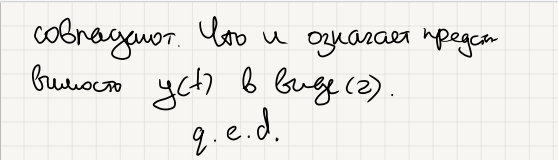 совпадают. Что и означает предста
вимость y(t) в виде (2).
q.e.d.